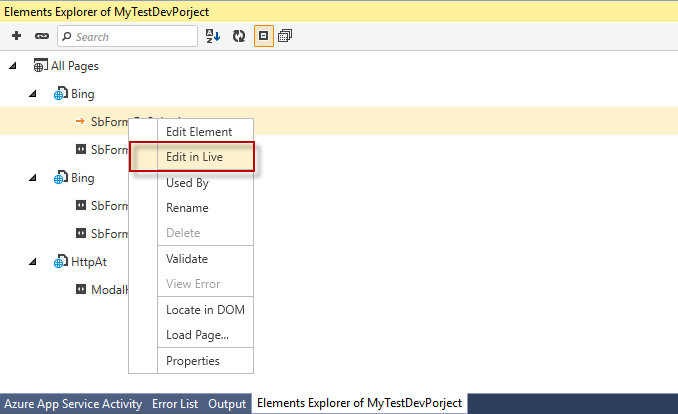 Elements Explorer of MyTestDevPorject
Search
All Pages
Bing
SbForm
Edit Element
SbForm
Edit in Live
Bing
Used By
SbForm
Rename
SbForm
Delete
HttpAt
Validate
View Error
Locate in DOM
Load Page...
Properties
Azure App Service Activity Error List Output Elements Explorer of MyTestDevPorject